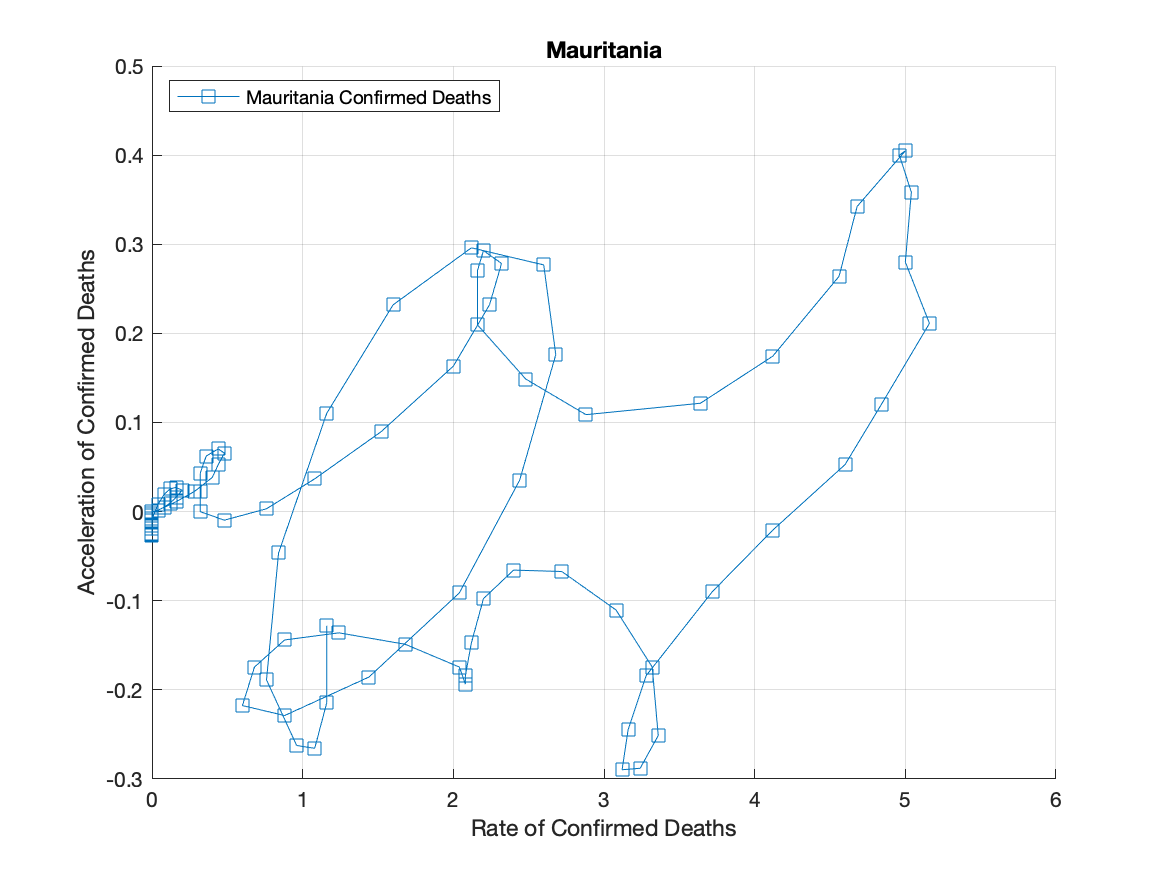 Mauritania
0.5
Mauritania Confirmed Deaths
0.4
0.3
0.2
0.1
0
-0.1
-0.2
-0.3
Acceleration of Confirmed Deaths
0 1 2 3 4 5 6
Rate of Confirmed Deaths